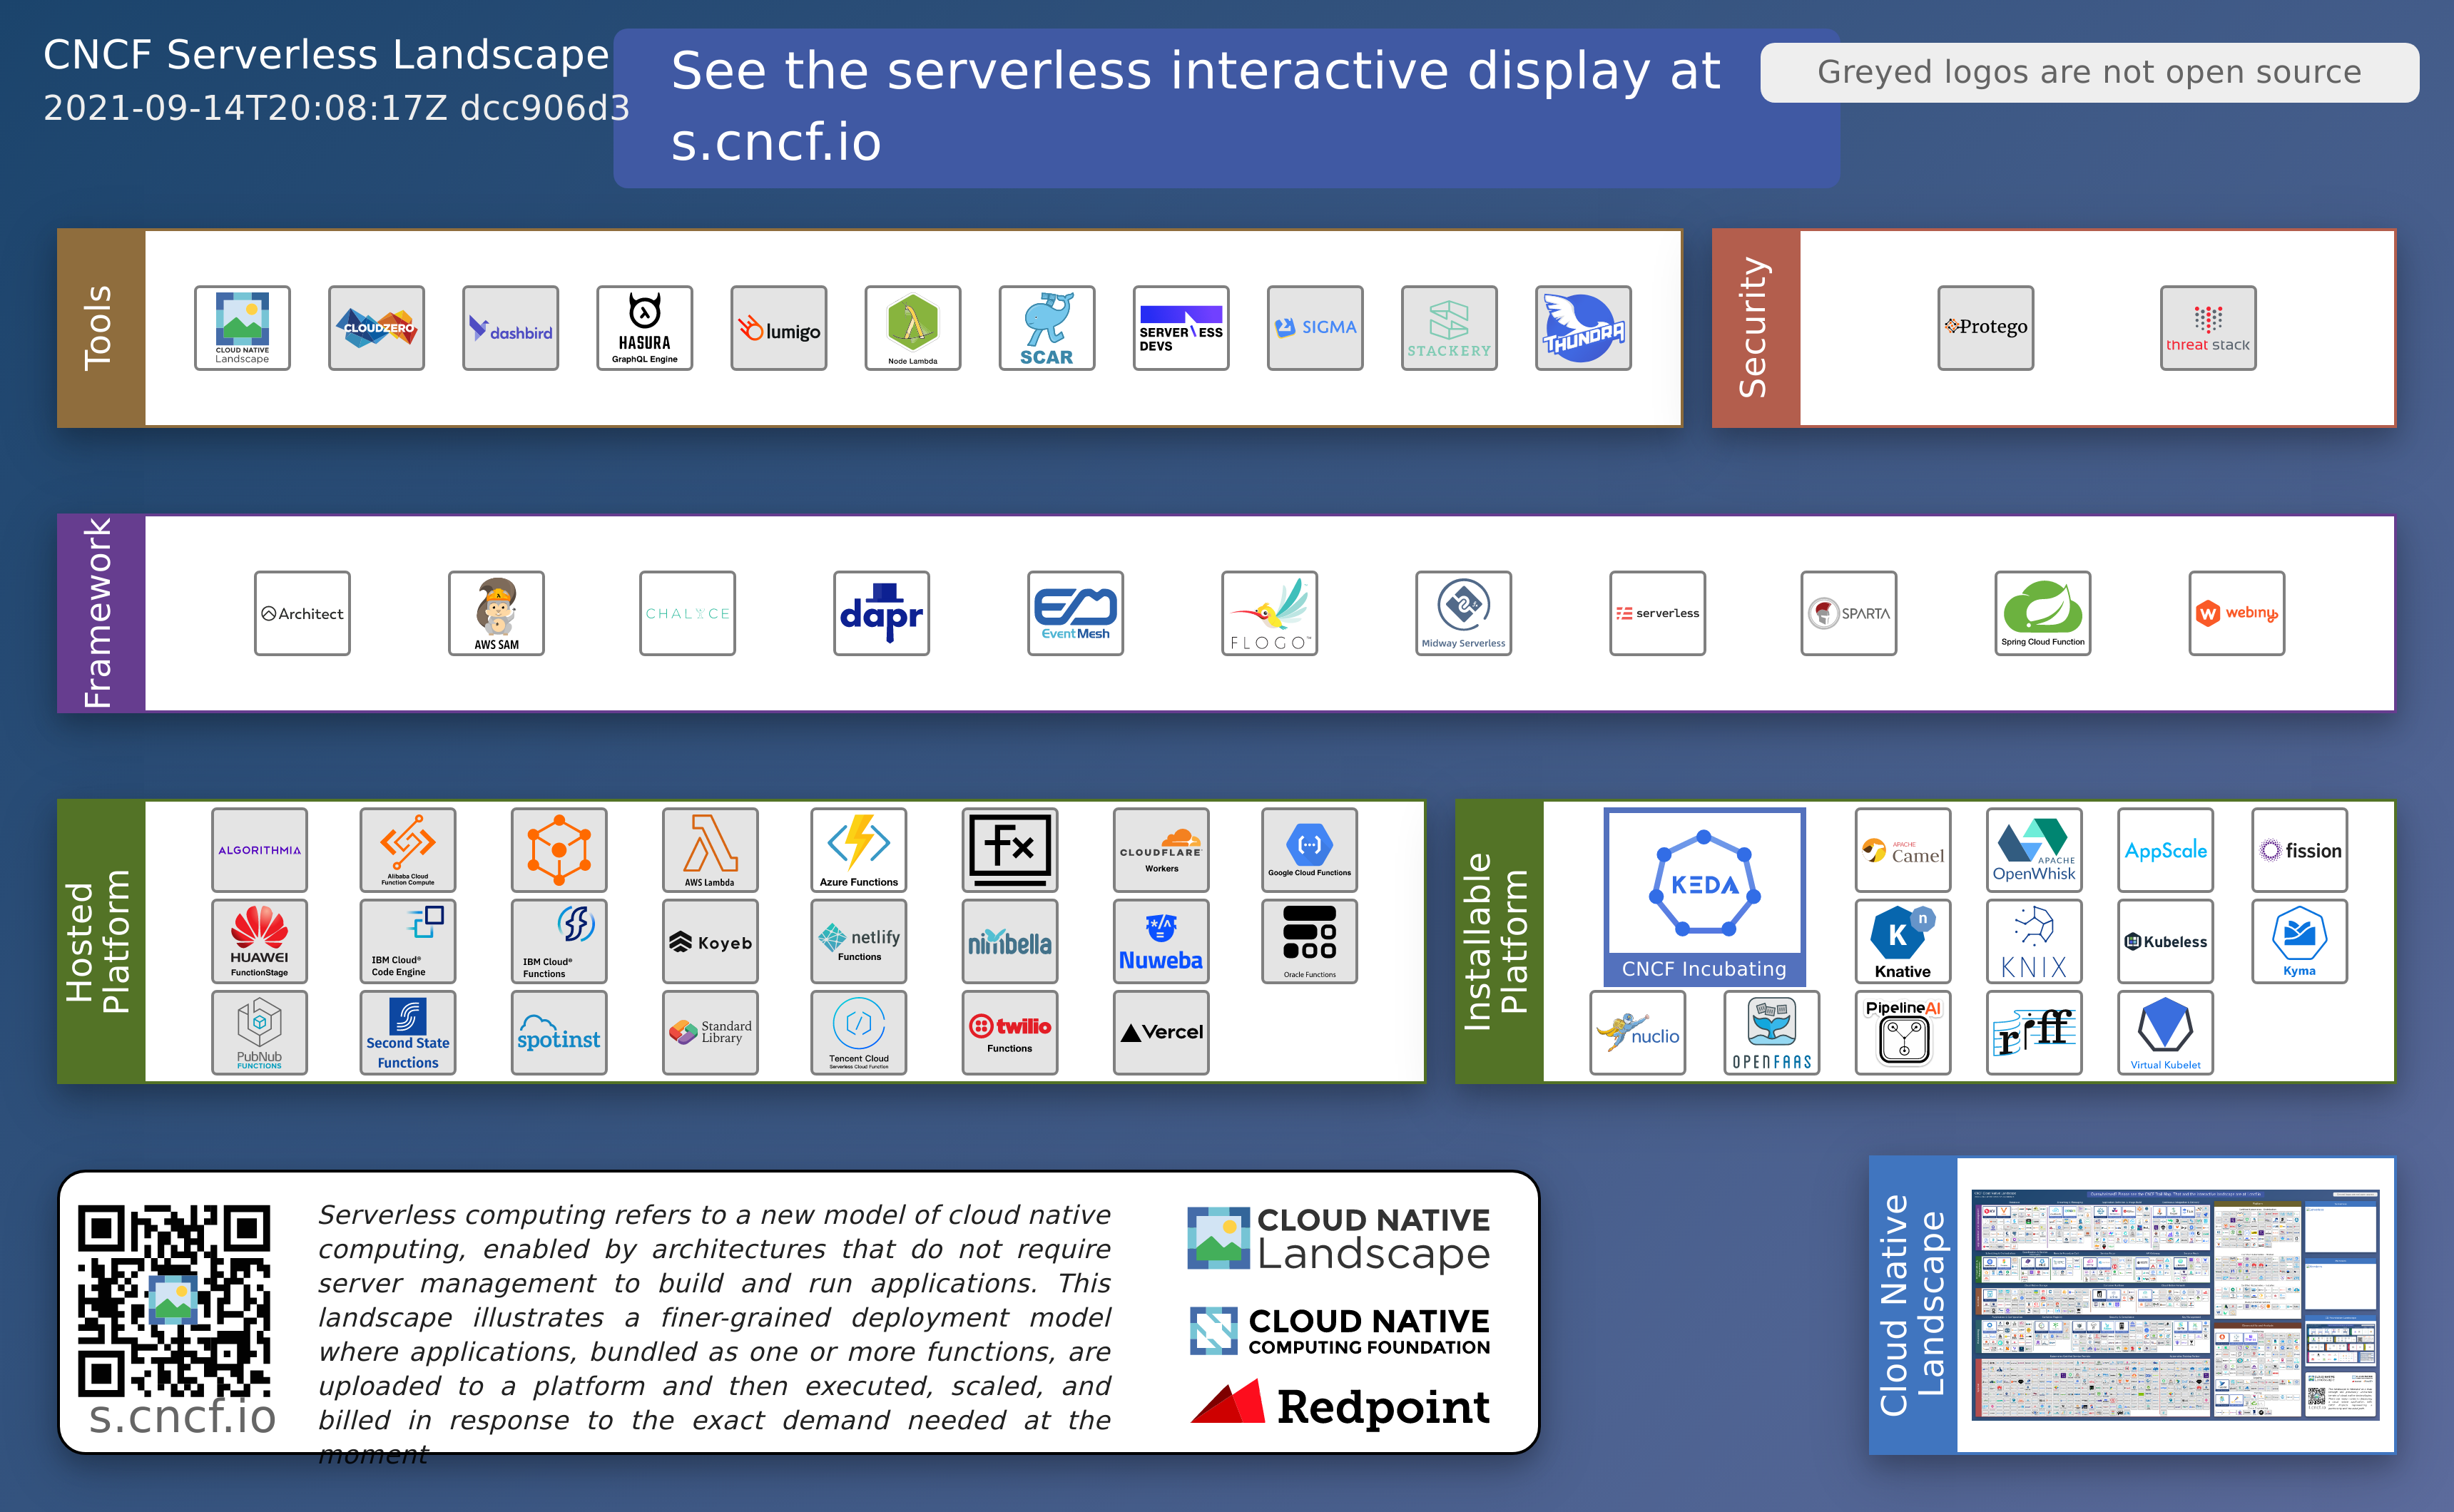 CNCF Serverless Landscape
2021-09-14T20:08:17Z dcc906d3
See the serverless interactive display at
s.cncf.io
Greyed logos are not open source
Tools
CLOUD NATIVE
Landscape
CLOUDZERO
dashbird
HASURA
GraphQL Engine
lumigo
Node Lambda
SCAR
SERVER\ESS
DEVS
SIGMA
STACKERY
THUNDRA
Security
Protego
threat stack
Framework
Architect
AWS SAM
CHALICE
dapr
EventMesh
FLOGO™
Midway Serverless
serverless
SPARTA
Spring Cloud Function
webiny
Hosted
Platform
ALGORITHMIA
Alibaba Cloud
Function Compute
AWS Lambda
Azure Functions
fx
CLOUDFLARE
Workers
Google Cloud Functions
HUAWEI
FunctionStage
IBM Cloud®
Code Engine
IBM Cloud®
Functions
Koyeb
netlify
Functions
nimbella
Nuweba
Oracle Functions
PubNub
FUNCTIONS
Second State
Functions
spotinst
Standard
Library
Tencent Cloud
Serverless Cloud Function
twilio
Functions
Vercel
Installable
Platform
KEDA
CNCF Incubating
APACHE
Camel
APACHE
OpenWhisk
AppScale
fission
K
n
Knative
KNIX
Kubeless
Kyma
nuclio
OPENFAAS
PipelineAI
riff
Virtual Kubelet
s.cncf.io
Serverless computing refers to a new model of cloud native
computing, enabled by architectures that do not require
server management to build and run applications. This
landscape illustrates a finer-grained deployment model
where applications, bundled as one or more functions, are
uploaded to a platform and then executed, scaled, and
billed in response to the exact demand needed at the
moment
CLOUD NATIVE
Landscape
CLOUD NATIVE
COMPUTING FOUNDATION
Redpoint
Cloud Native
Landscape